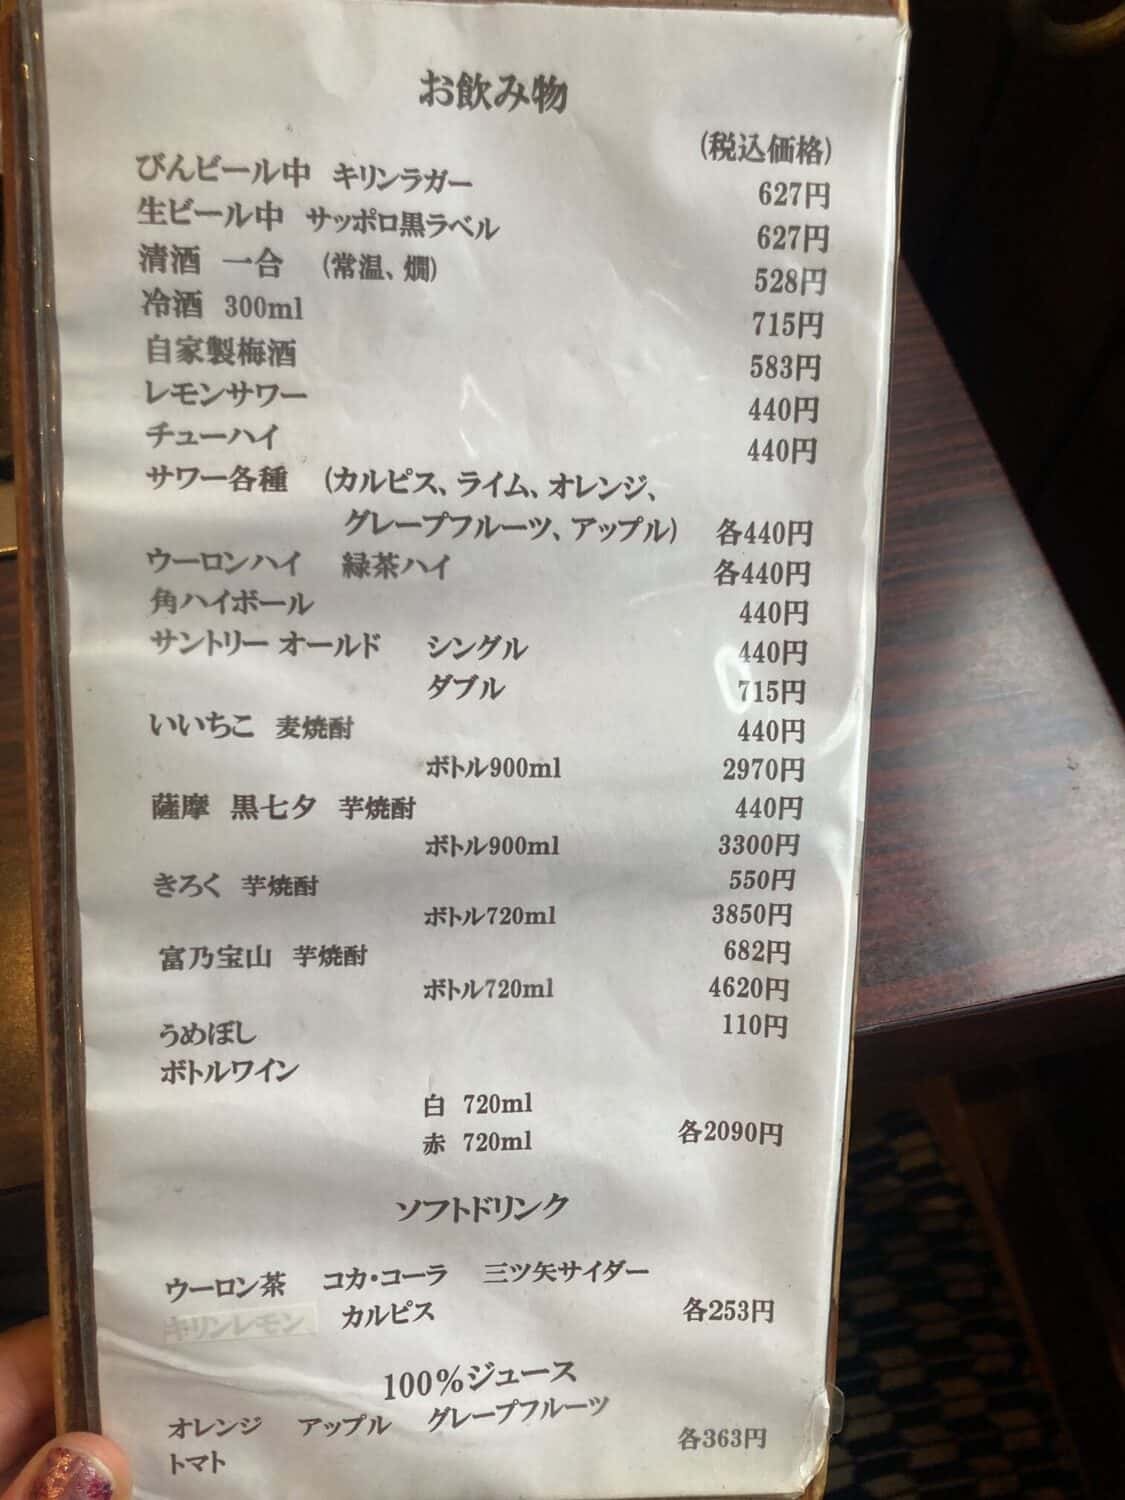 お飲み物
(税込価格)
びんビール中 キリンラガー 627円
生ビール中 サッポロ黒ラベル 627円
清酒 一合 (常温、燗) 528円
冷酒 300ml 715円
自家製梅酒 583円
レモンサワー 440円
チューハイ 440円
サワー各種 (カルピス、ライム、オレンジ、
グレープフルーツ、アップル) 各440円
ウーロンハイ 緑茶ハイ 各440円
角ハイボール 440円
サントリー オールド シングル 440円
ダブル 715円
いいちこ 麦焼酎 440円
ボトル900ml 2970円
薩摩 黒七夕 芋焼酎 440円
ボトル900ml 3300円
きろく 芋焼酎 550円
ボトル720ml 3850円
富乃宝山 芋焼酎 682円
ボトル720ml 4620円
うめぼし 110円
ボトルワイン
白 720ml
赤 720ml 各2090円
ソフトドリンク
ウーロン茶 コカ・コーラ 三ツ矢サイダー
キリンレモン カルピス 各253円
100%ジュース
オレンジ アップル グレープフルーツ
トマト 各363円